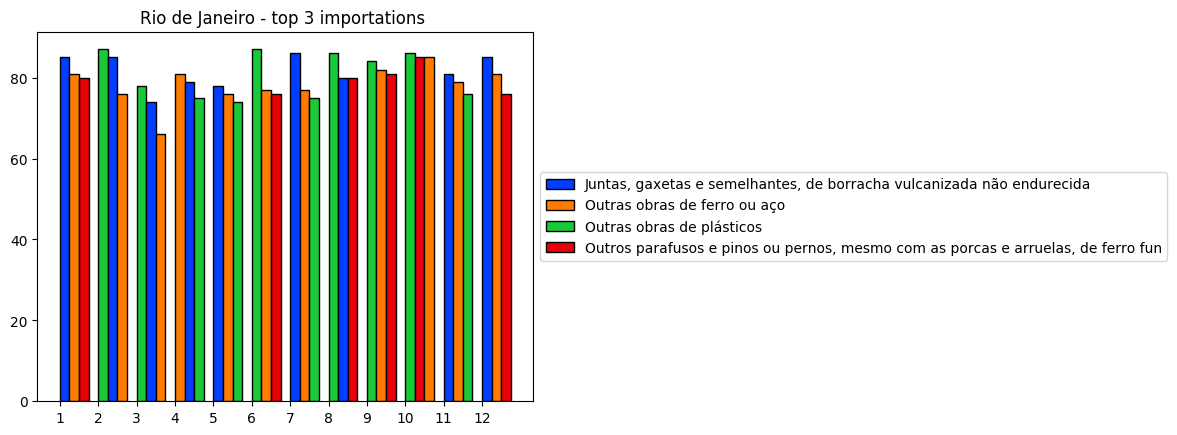 Rio de Janeiro - top 3 importations
80
60
40
20
0
1 2 3 4 5 6 7 8 9 10 11 12
Juntas, gaxetas e semelhantes, de borracha vulcanizada não endurecida
Outras obras de ferro ou aço
Outras obras de plásticos
Outros parafusos e pinos ou pernos, mesmo com as porcas e arruelas, de ferro fun